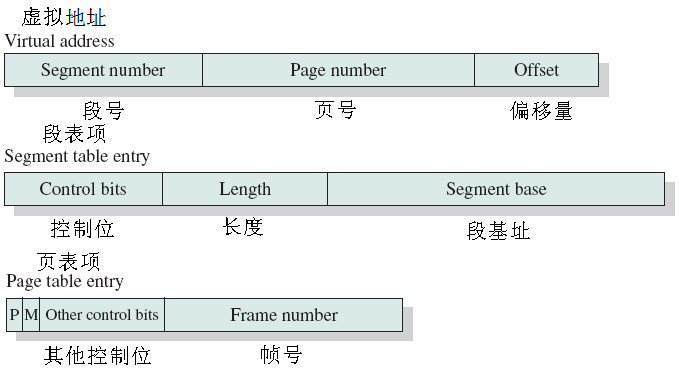 虚拟地址
Virtual address
Segment number Page number Offset
段号 页号 偏移量
段表项
Segment table entry
Control bits Length Segment base
控制位 长度 段基址
页表项
Page table entry
P M Other control bits Frame number
其他控制位 帧号